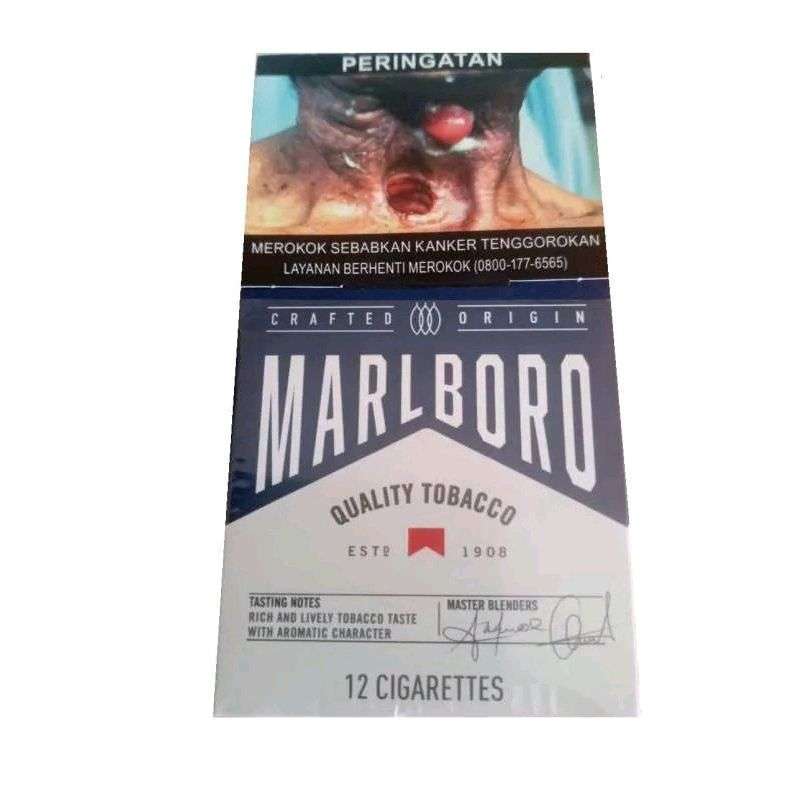 PERINGATAN
MEROKOK SEBABKAN KANKER TENGGOROKAN
LAYANAN BERHENTI MEROKOK (0800-177-6565)
CRAFTED ORIGIN
MARLBORO
QUALITY TOBACCO
ESTD 1908
TASTING NOTES
RICH AND LIVELY TOBACCO TASTE
WITH AROMATIC CHARACTER
MASTER BLENDERS
12 CIGARETTES